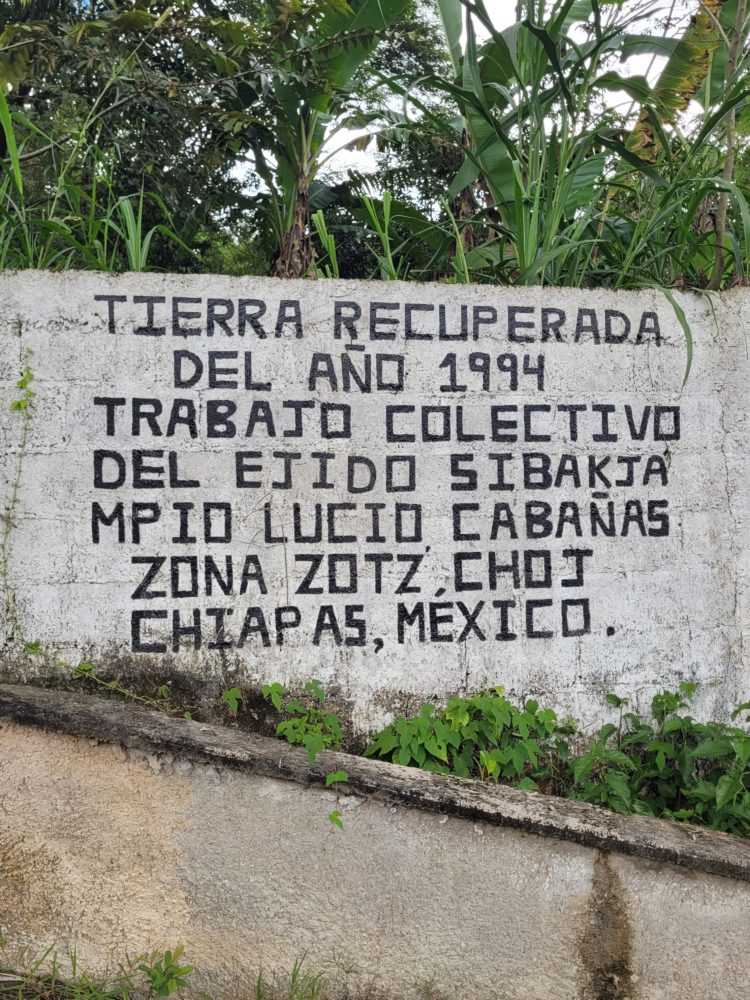 TIERRA RECUPERADA
DEL AÑO 1994
TRABAJO COLECTIVO
DEL EJIDO SIBAKJA
MPIO LUCIO, CABAÑAS
ZONA ZOTZ, CHOJ
CHIAPAS, MÉXICO.